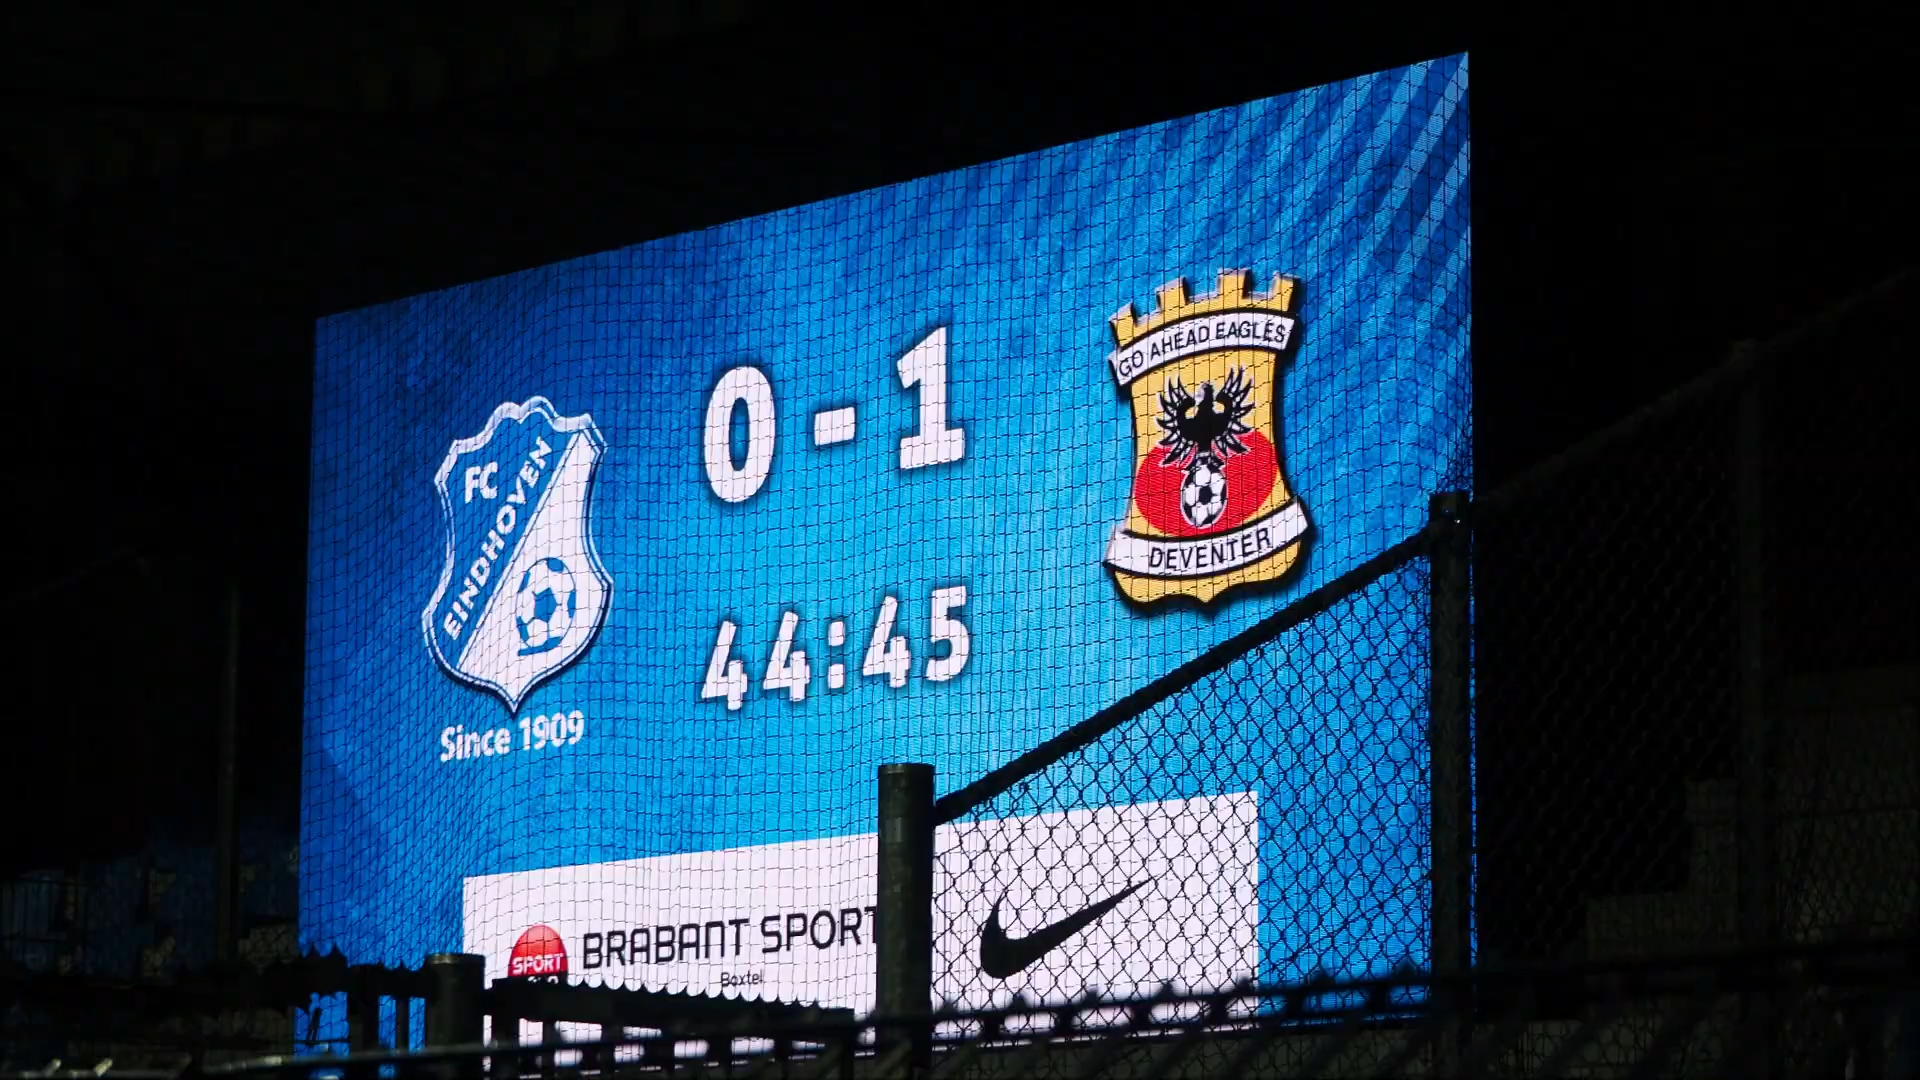 FC
EINDHOVEN
Since 1909
0 - 1
44:45
GO AHEAD EAGLES
DEVENTER
SPORT
BRABANT SPORT
Boxtel